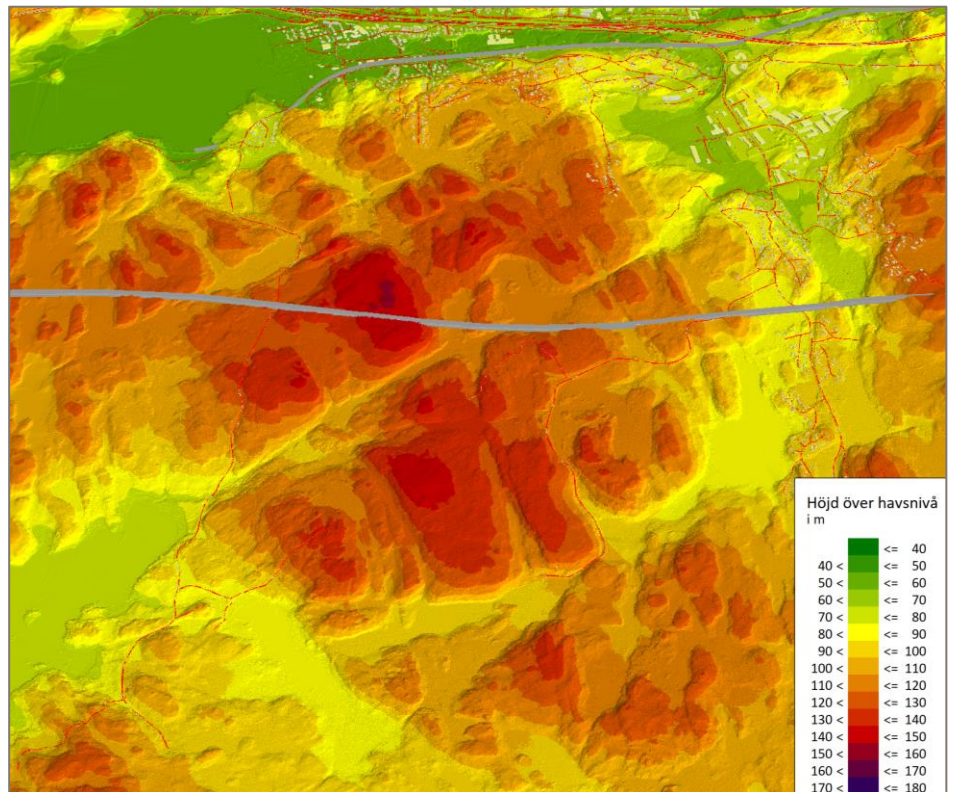 Höjd över havsnivå
i m
<= 40
40 < <= 50
50 < <= 60
60 < <= 70
70 < <= 80
80 < <= 90
90 < <= 100
100 < <= 110
110 < <= 120
120 < <= 130
130 < <= 140
140 < <= 150
150 < <= 160
160 < <= 170
170 < <= 180